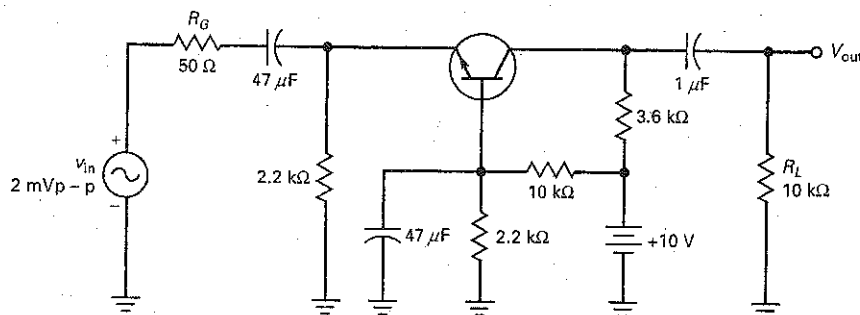 R_G
50 Ω
47 µF
V_out
1 µF
3.6 kΩ
+
v_in
2 mVp – p
–
2.2 kΩ
10 kΩ
R_L
10 kΩ
47 µF
2.2 kΩ
+10 V